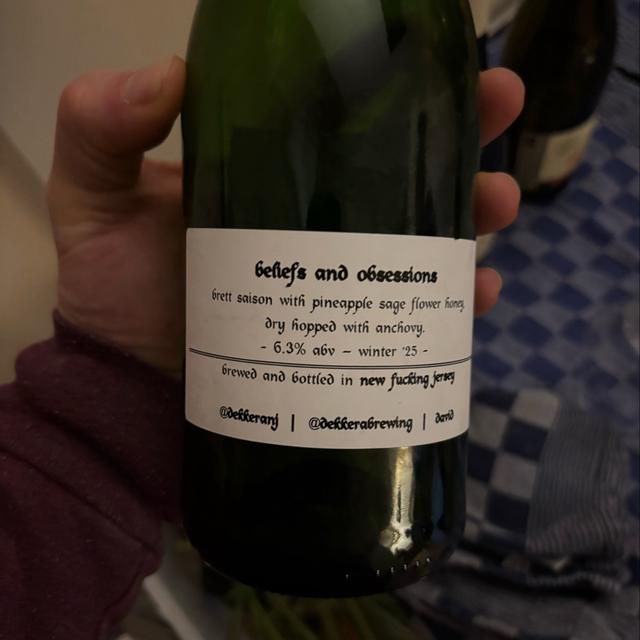 beliefs and obsessions
brett saison with pineapple sage flower honey,
dry hopped with anchovy.
- 6.3% abv – winter '25 -
brewed and bottled in new fucking jersey
@dekkeranj | @dekkerabrewing | david